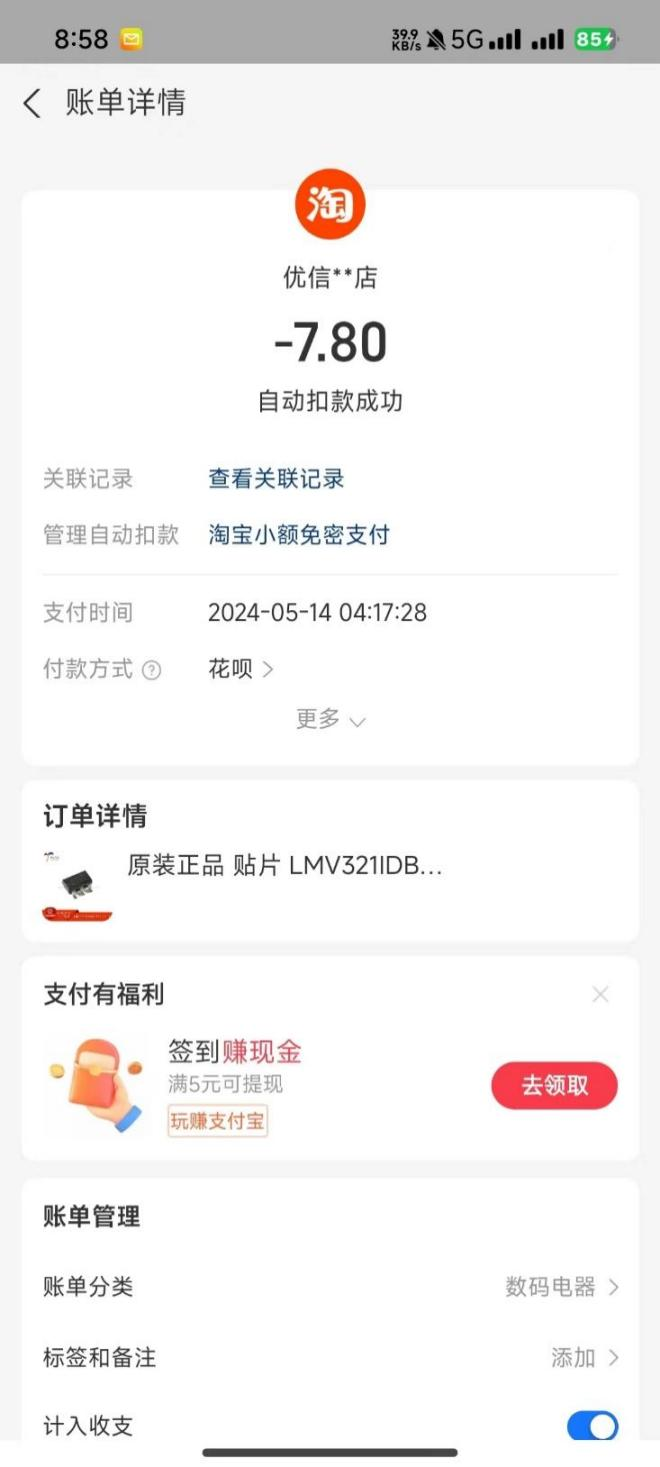 8:58
39.9
KB/s
5G
85
账单详情
淘
优信**店
-7.80
自动扣款成功
关联记录 查看关联记录
管理自动扣款 淘宝小额免密支付
支付时间 2024-05-14 04:17:28
付款方式 ? 花呗 >
更多
订单详情
原装正品 贴片 LMV321IDB...
支付有福利
签到赚现金
满5元可提现
去领取
玩赚支付宝
账单管理
账单分类 数码电器 >
标签和备注 添加 >
计入收支